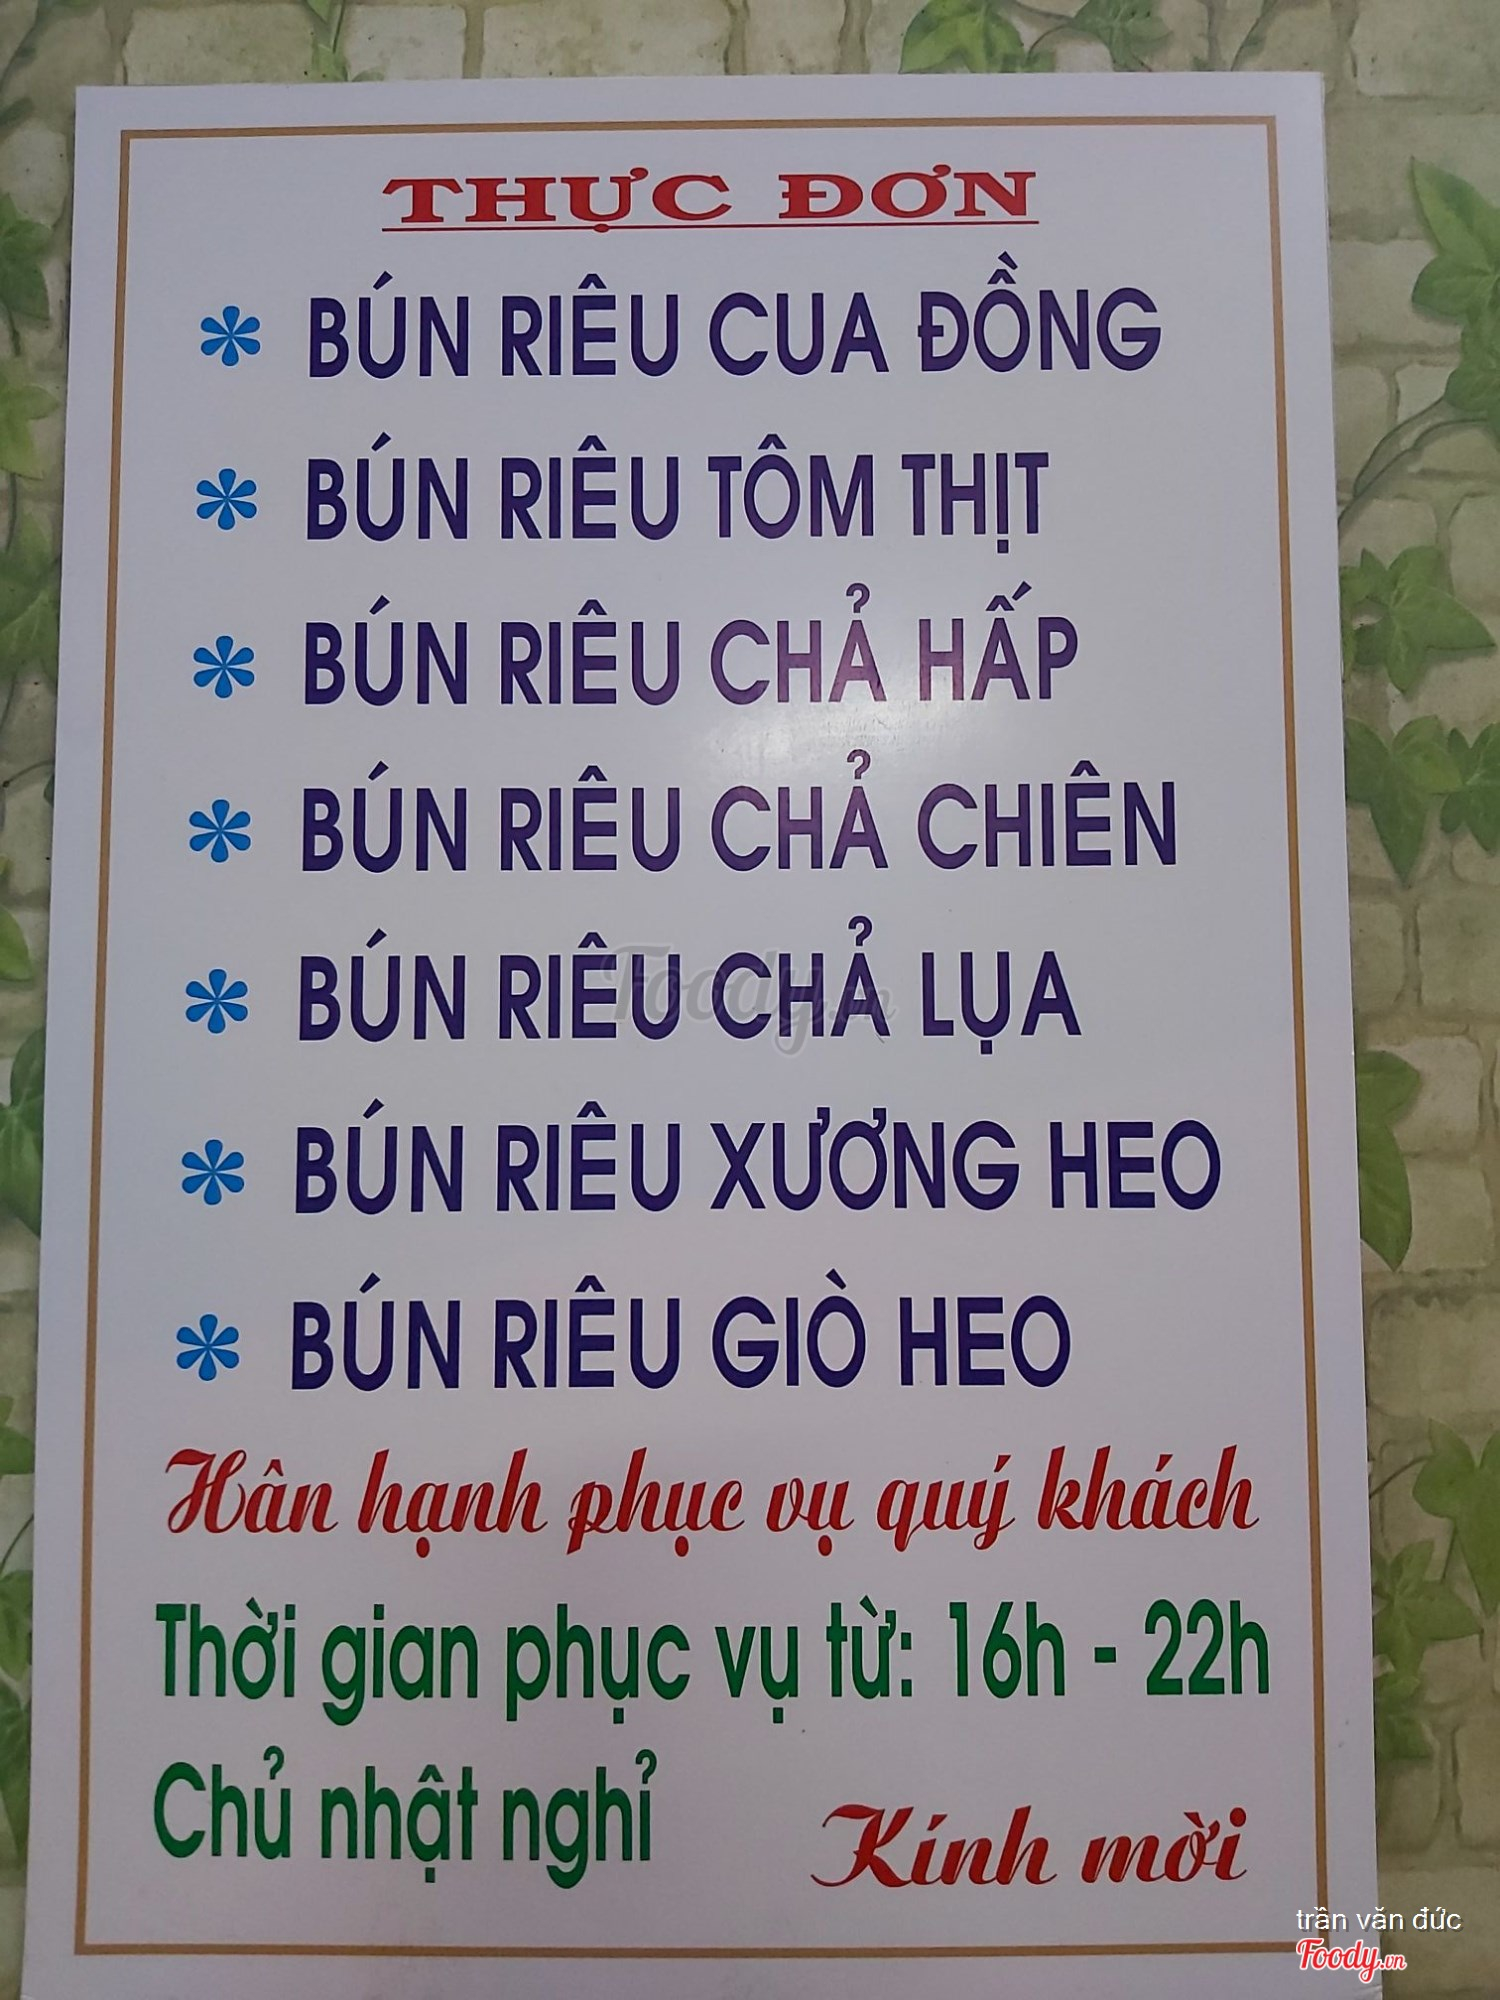 THỰC ĐƠN
* BÚN RIÊU CUA ĐỒNG
* BÚN RIÊU TÔM THỊT
* BÚN RIÊU CHẢ HẤP
* BÚN RIÊU CHẢ CHIÊN
* BÚN RIÊU CHẢ LỤA
* BÚN RIÊU XƯƠNG HEO
* BÚN RIÊU GIÒ HEO
Hân hạnh phục vụ quý khách
Thời gian phục vụ từ: 16h - 22h
Chủ nhật nghỉ
Kính mời
Foody.vn
trần văn đức
Foody.vn